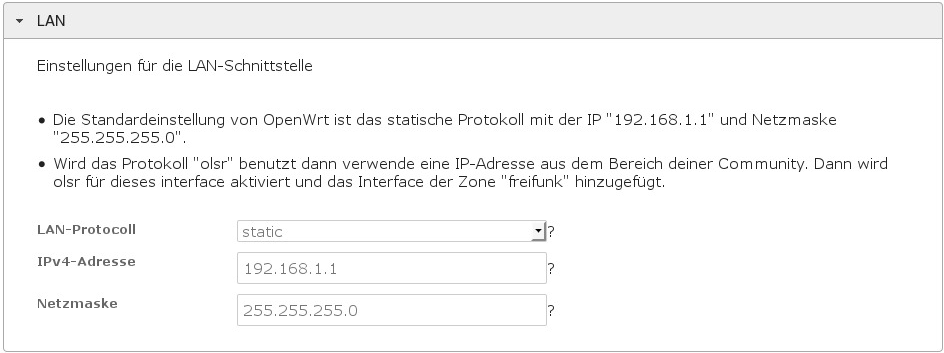 LAN
Einstellungen für die LAN-Schnittstelle
• Die Standardeinstellung von OpenWrt ist das statische Protokoll mit der IP "192.168.1.1" und Netzmaske
"255.255.255.0".
• Wird das Protokoll "olsr" benutzt dann verwende eine IP-Adresse aus dem Bereich deiner Community. Dann wird
olsr für dieses interface aktiviert und das Interface der Zone "freifunk" hinzugefügt.
LAN-Protocoll static ?
IPv4-Adresse 192.168.1.1 ?
Netzmaske 255.255.255.0 ?